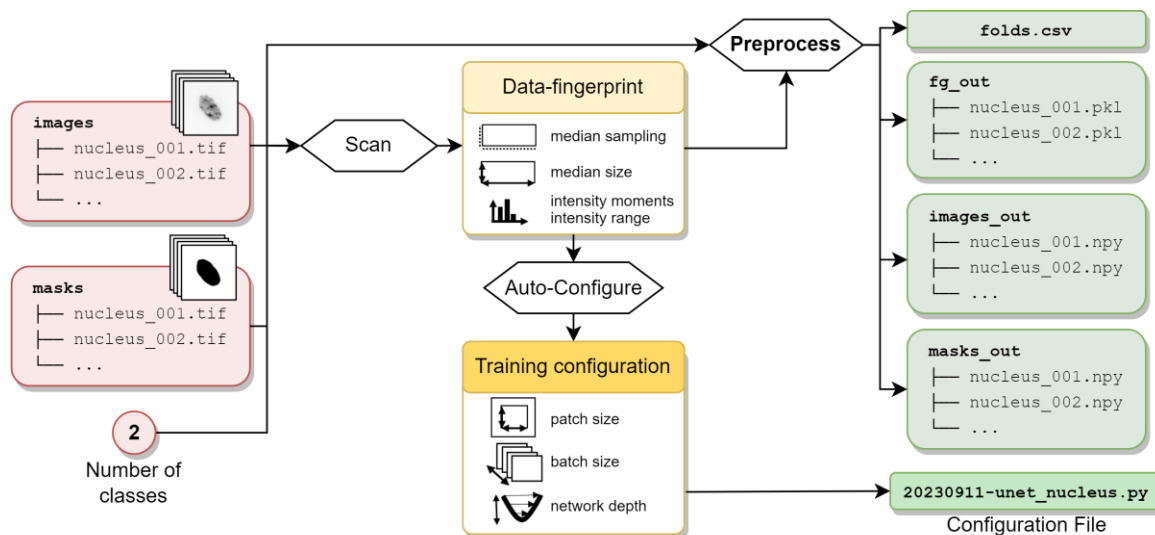 images
├── nucleus_001.tif
├── nucleus_002.tif
└── ...
masks
├── nucleus_001.tif
├── nucleus_002.tif
└── ...
2
Number of
classes
Scan
Data-fingerprint
median sampling
median size
intensity moments
intensity range
Auto-Configure
Training configuration
patch size
batch size
network depth
Preprocess
folds.csv
fg_out
├── nucleus_001.pkl
├── nucleus_002.pkl
└── ...
images_out
├── nucleus_001.npy
├── nucleus_002.npy
└── ...
masks_out
├── nucleus_001.npy
├── nucleus_002.npy
└── ...
20230911-unet_nucleus.py
Configuration File